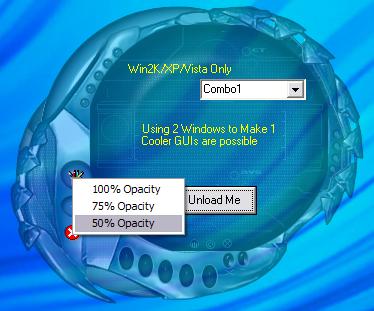 Win2K/XP/Vista Only
Combo1
Using 2 Windows to Make 1
Cooler GUIs are possible
100% Opacity
75% Opacity
50% Opacity
Unload Me